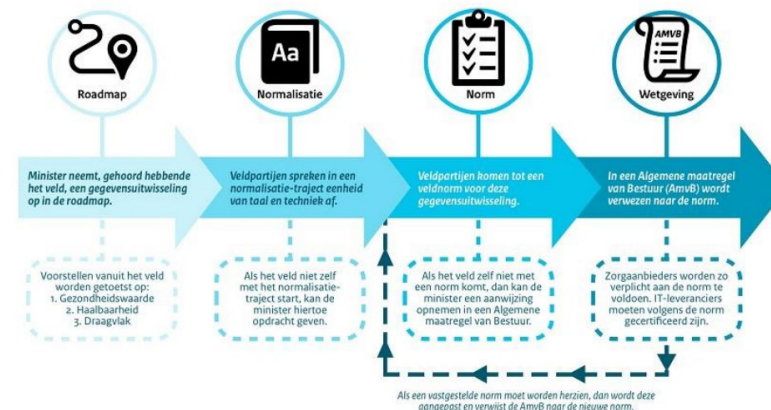 Roadmap
Minister neemt, gehoord hebbende
het veld, een gegevensuitwisseling
op in de roadmap.
Voorstellen vanuit het veld
worden getoetst op:
1. Gezondheidswaarde
2. Haalbaarheid
3. Draagvlak
Aa
Normalisatie
Veldpartijen spreken in een
normalisatie-traject eenheid
van taal en techniek af.
Als het veld niet zelf
met het normalisatie-
traject start, kan de
minister hiertoe
opdracht geven.
Norm
Veldpartijen komen tot een
veldnorm voor deze
gegevensuitwisseling.
Als het veld zelf niet met
een norm komt, dan kan de
minister een aanwijzing
opnemen in een Algemene
maatregel van Bestuur.
AMVB
Wetgeving
In een Algemene maatregel
van Bestuur (AmvB) wordt
verwezen naar de norm.
Zorgaanbieders worden zo
verplicht aan de norm te
voldoen. IT-leveranciers
moeten volgens de norm
gecertificeerd zijn.
Als een vastgestelde norm moet worden herzien, dan wordt deze
aangepast en verwijst de AmvB naar de nieuwe norm.